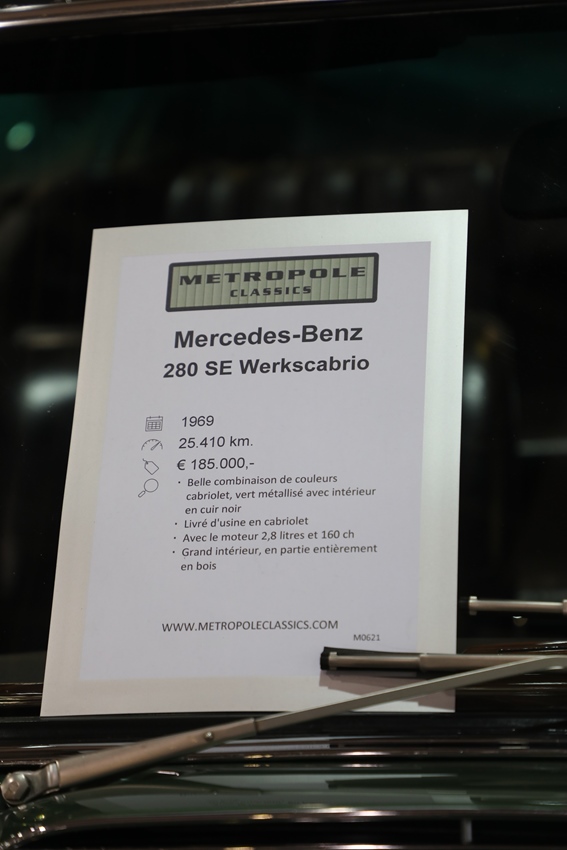 METROPOLE
CLASSICS
Mercedes-Benz
280 SE Werkscabrio
1969
25.410 km.
€ 185.000,-
· Belle combinaison de couleurs
cabriolet, vert métallisé avec intérieur
en cuir noir
· Livré d'usine en cabriolet
· Avec le moteur 2,8 litres et 160 ch
· Grand intérieur, en partie entièrement
en bois
WWW.METROPOLECLASSICS.COM
M0621